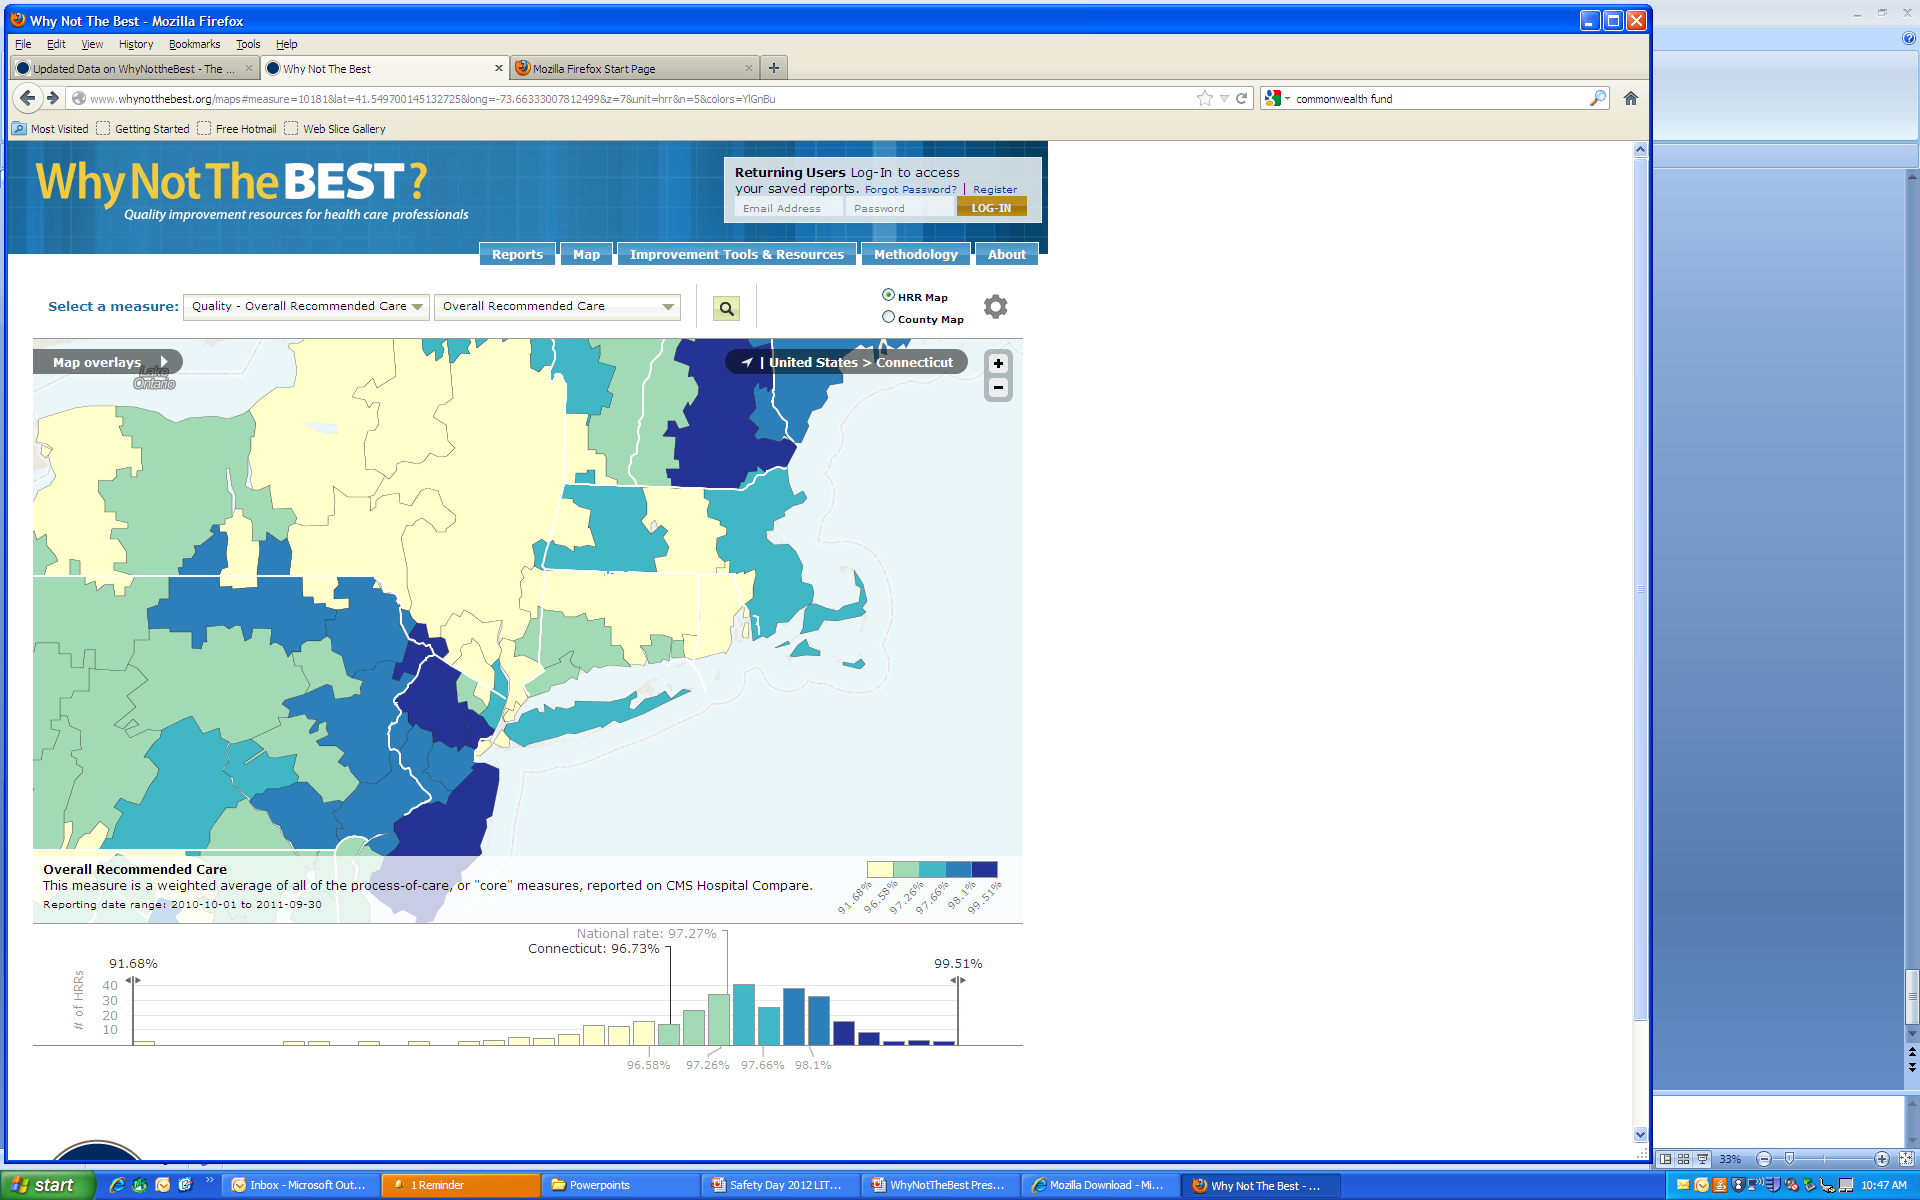 Why Not The Best - Mozilla Firefox
File Edit View History Bookmarks Tools Help
Updated Data on WhyNottheBest - The ...
Why Not The Best
Mozilla Firefox Start Page
www.whynotthebest.org/maps#measure=10181&lat=41.549700145132725&long=-73.66333007812499&z=7&unit=hrr&n=5&colors=YlGnBu
commonwealth fund
Most Visited Getting Started Free Hotmail Web Slice Gallery
WhyNotTheBEST?
Quality improvement resources for health care professionals
Returning Users Log-In to access
your saved reports. Forgot Password? | Register
Email Address Password LOG-IN
Reports Map Improvement Tools & Resources Methodology About
Select a measure: Quality - Overall Recommended Care Overall Recommended Care
HRR Map
County Map
Map overlays
| United States > Connecticut
+
-
Lake
Ontario
Overall Recommended Care
This measure is a weighted average of all of the process-of-care, or "core" measures, reported on CMS Hospital Compare.
Reporting date range: 2010-10-01 to 2011-09-30
91.68% 96.58% 97.26% 97.66% 98.1% 99.51%
National rate: 97.27%
Connecticut: 96.73%
91.68% 99.51%
# of HRRs
40
30
20
10
96.58% 97.26% 97.66% 98.1%
33%
start
Inbox - Microsoft Out...
1 Reminder
Powerpoints
Safety Day 2012 LIT...
WhyNotTheBest Pres...
Mozilla Download - Mi...
Why Not The Best - ...
10:47 AM